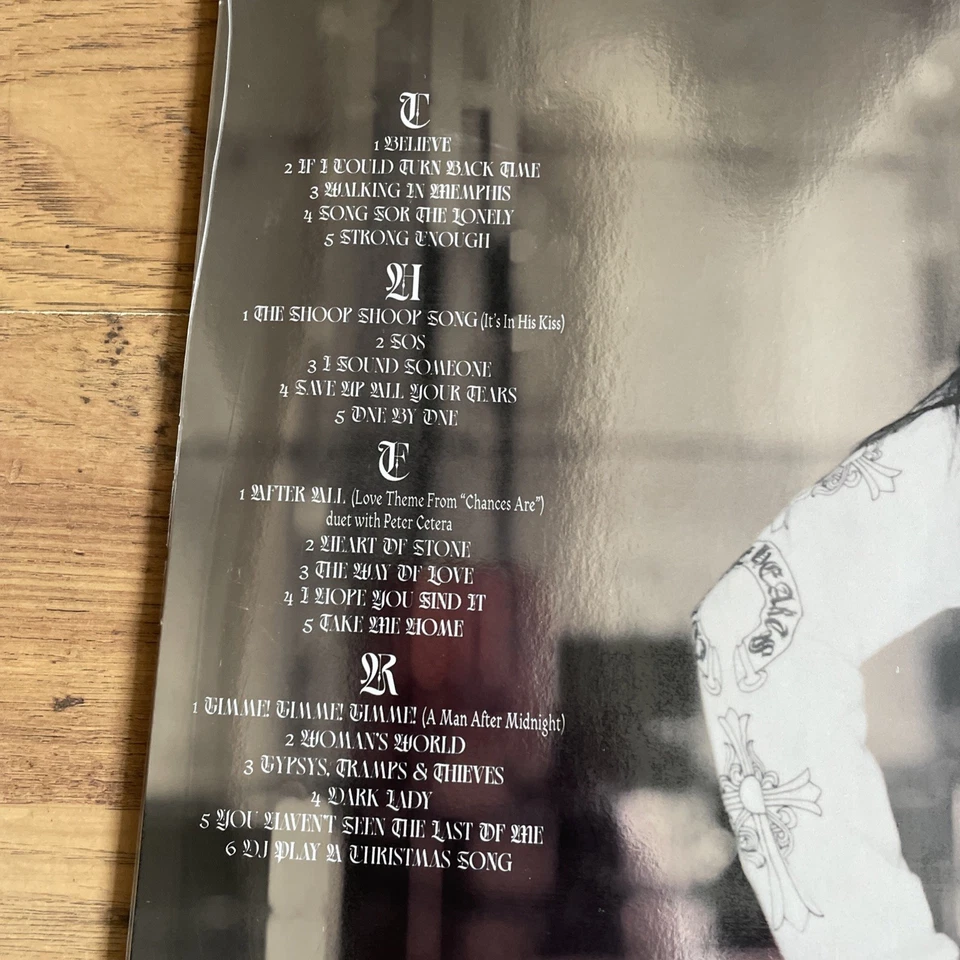 C
1 BELIEVE
2 IF I COULD TURN BACK TIME
3 WALKING IN MEMPHIS
4 SONG FOR THE LONELY
5 STRONG ENOUGH
H
1 THE SHOOP SHOOP SONG (It's In His Kiss)
2 SOS
3 I FOUND SOMEONE
4 SAVE UP ALL YOUR TEARS
5 ONE BY ONE
E
1 AFTER ALL (Love Theme From "Chances Are")
duet with Peter Cetera
2 HEART OF STONE
3 THE WAY OF LOVE
4 I HOPE YOU FIND IT
5 TAKE ME HOME
R
1 GIMME! GIMME! GIMME! (A Man After Midnight)
2 WOMAN'S WORLD
3 GYPSYS, TRAMPS & THIEVES
4 DARK LADY
5 YOU HAVEN'T SEEN THE LAST OF ME
6 DJ PLAY A CHRISTMAS SONG